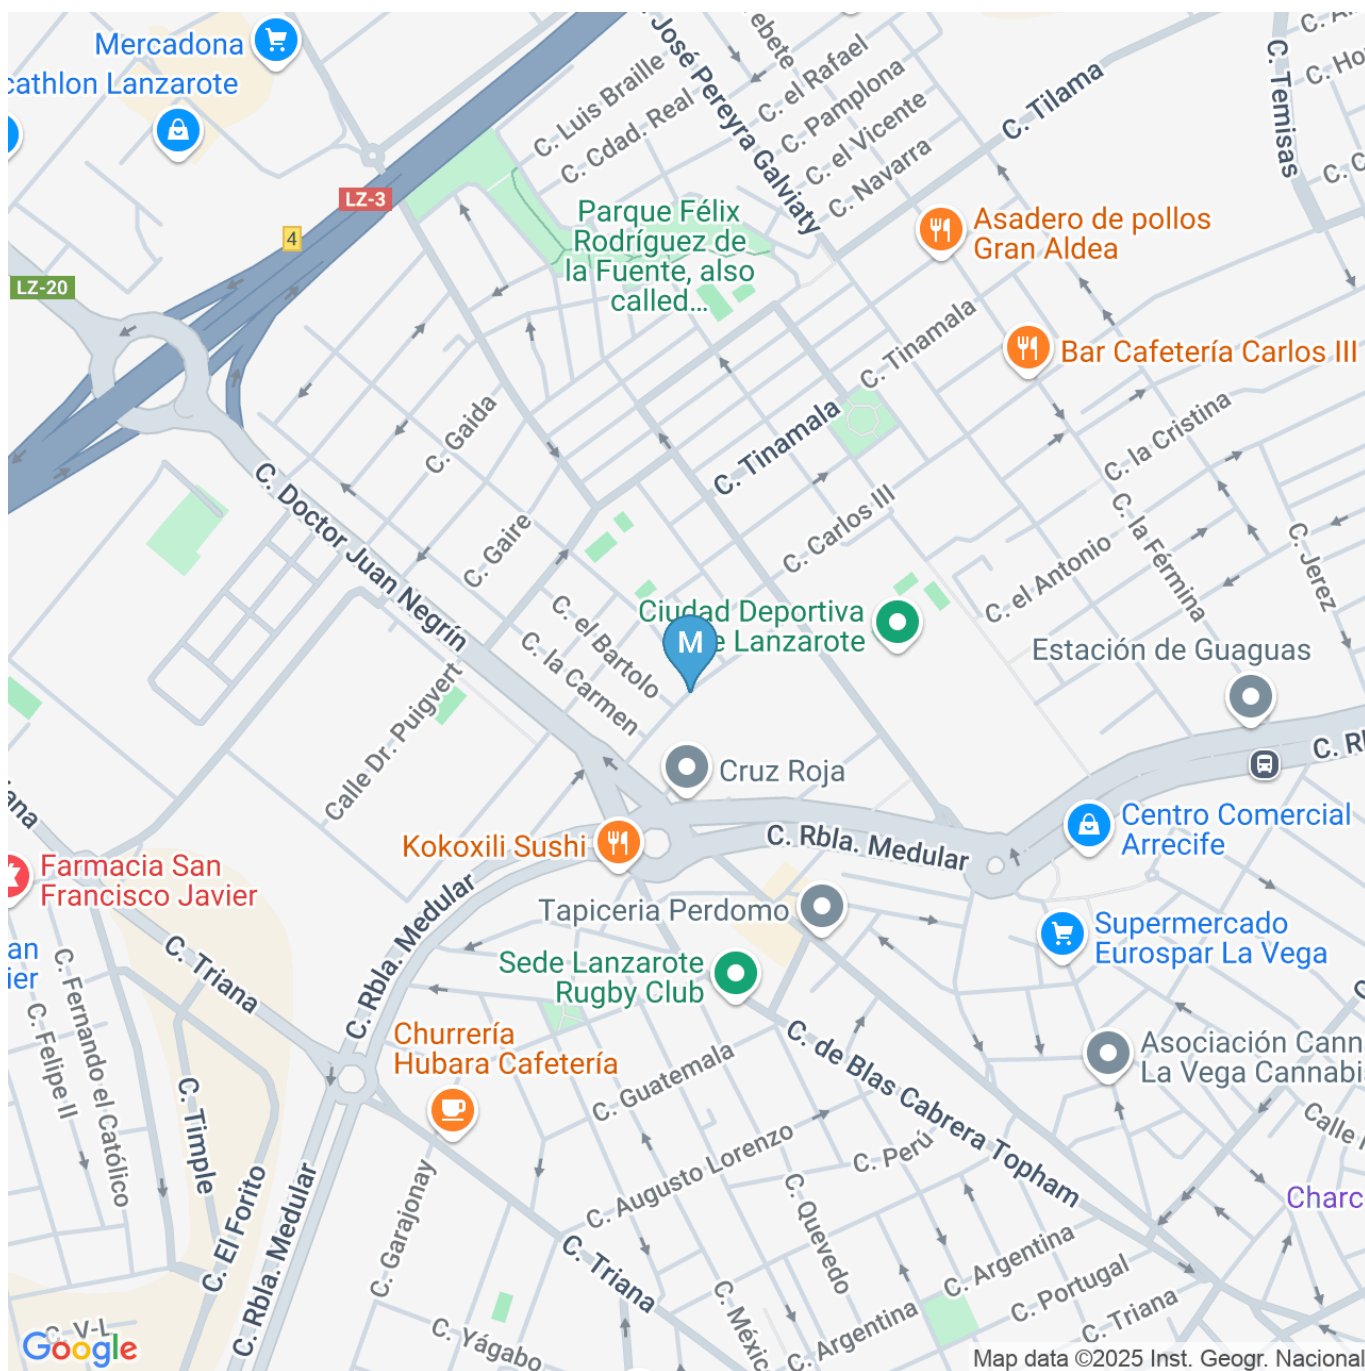 Mercadona
cathlon Lanzarote
LZ-3
4
LZ-20
C. Luis Braille
C. Cdad. Real
José Pereyra Galviaty
C. el Rafael
C. Pamplona
C. el Vicente
C. Navarra
C. Tilama
C. Temisas
C. Ho
Parque Félix
Rodríguez de
la Fuente, also
called...
Asadero de pollos
Gran Aldea
Bar Cafetería Carlos III
C. Tinamala
C. Tinamala
C. Gaida
C. Gaire
C. Doctor Juan Negrín
C. Carlos III
C. la Cristina
C. la Férmina
C. el Antonio
C. Jerez
C. el Bartolo
C. la Carmen
Calle Dr. Puigvert
Ciudad Deportiva
e Lanzarote
M
Estación de Guaguas
Cruz Roja
C. Rbla. Medular
Kokoxili Sushi
Centro Comercial
Arrecife
Farmacia San
Francisco Javier
Tapiceria Perdomo
Supermercado
Eurospar La Vega
Sede Lanzarote
Rugby Club
C. Rbla. Medular
C. Triana
C. Fernando el Católico
C. Felipe II
C. Timple
C. El Forito
C. Rbla. Medular
Churrería
Hubara Cafetería
Asociación Cann
La Vega Cannabis
C. Guatemala
C. de Blas Cabrera Topham
C. Augusto Lorenzo
C. Perú
C. Quevedo
C. Garajonay
C. Triana
C. Yágabo
C. Méxic
C. Argentina
C. Argentina
C. Portugal
C. Triana
Charc
C. V-L
Google
Map data ©2025 Inst. Geogr. Nacional